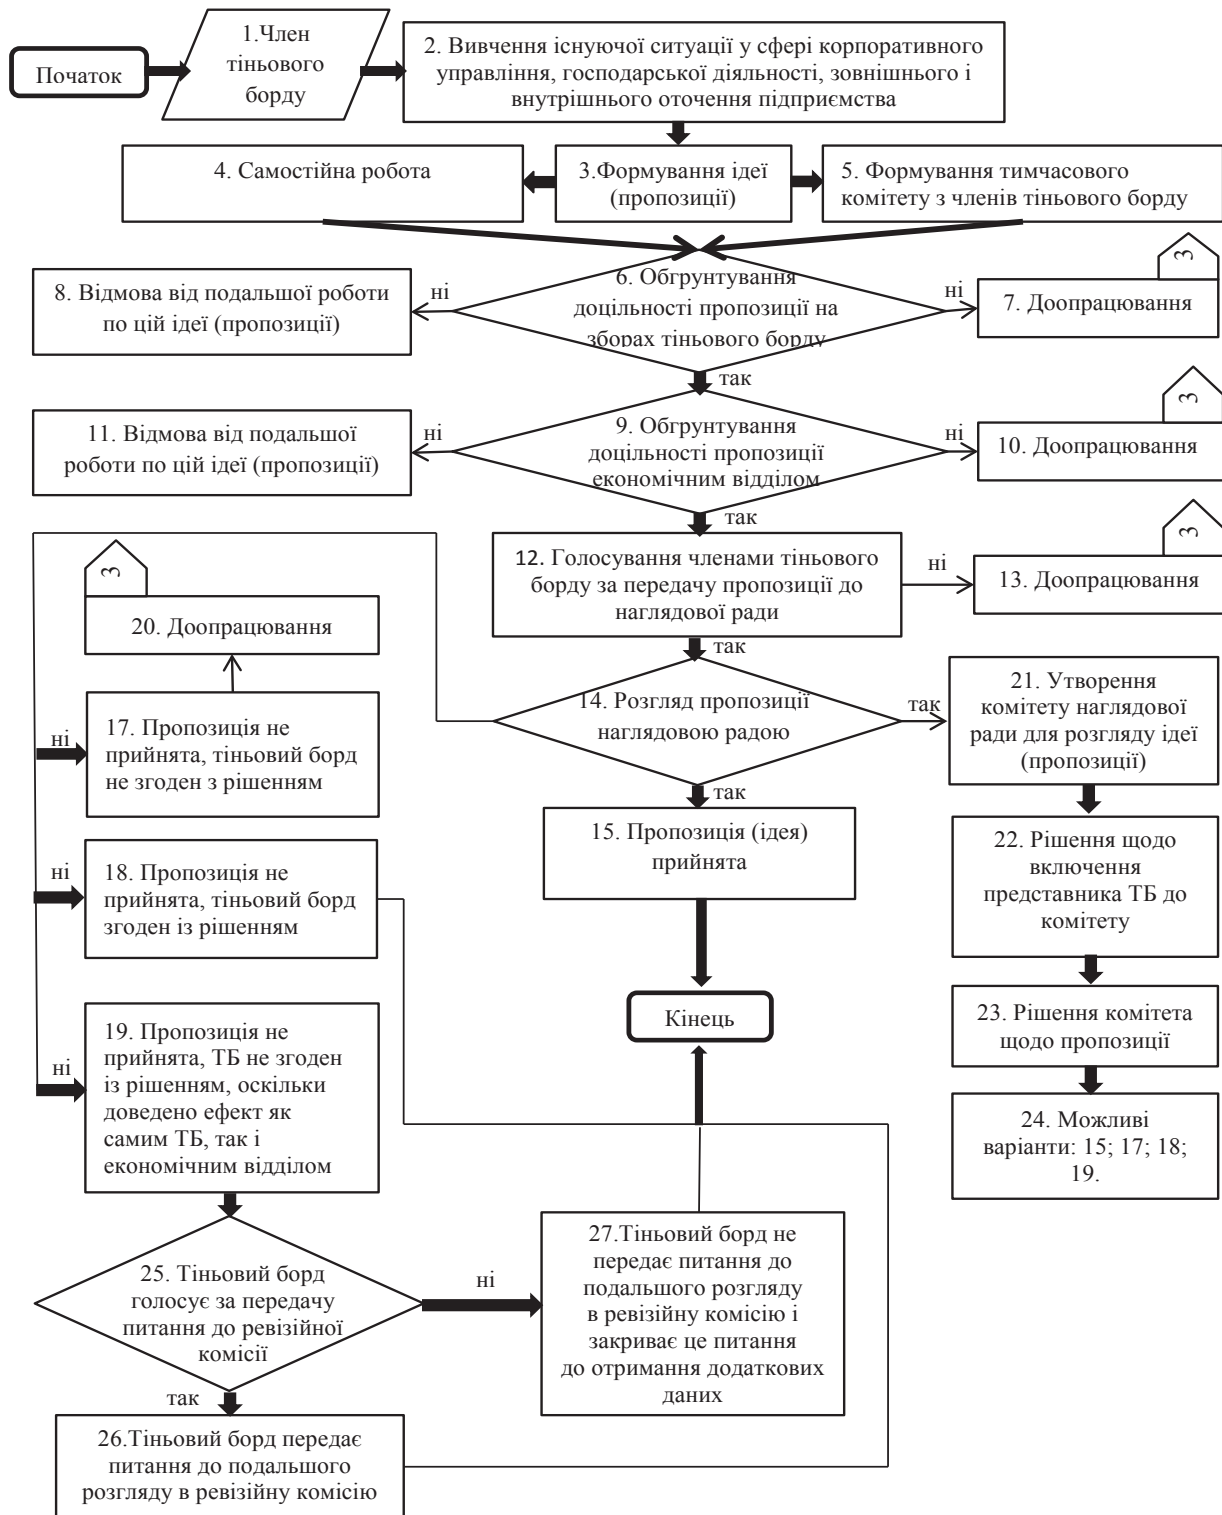 Початок
1.Член
тіньового
борду
2. Вивчення існуючої ситуації у сфері корпоративного
управління, господарської діяльності, зовнішнього і
внутрішнього оточення підприємства
4. Самостійна робота
3.Формування ідеї
(пропозиції)
5. Формування тимчасового
комітету з членів тіньового борду
8. Відмова від подальшої роботи
по цій ідеї (пропозиції)
ні
6. Обгрунтування
доцільності пропозиції на
зборах тіньового борду
ні
3
7. Доопрацювання
так
11. Відмова від подальшої
роботи по цій ідеї (пропозиції)
ні
9. Обгрунтування
доцільності пропозиції
економічним відділом
ні
3
10. Доопрацювання
так
12. Голосування членами тіньового
борду за передачу пропозиції до
наглядової ради
ні
3
13. Доопрацювання
3
20. Доопрацювання
так
14. Розгляд пропозиції
наглядовою радою
так
21. Утворення
комітету наглядової
ради для розгляду ідеї
(пропозиції)
ні
17. Пропозиція не
прийнята, тіньовий борд
не згоден з рішенням
так
15. Пропозиція (ідея)
прийнята
22. Рішення щодо
включення
представника ТБ до
комітету
ні
18. Пропозиція не
прийнята, тіньовий борд
згоден із рішенням
Кінець
23. Рішення комітета
щодо пропозиції
ні
19. Пропозиція не
прийнята, ТБ не згоден
із рішенням, оскільки
доведено ефект як
самим ТБ, так і
економічним відділом
24. Можливі
варіанти: 15; 17; 18;
19.
25. Тіньовий борд
голосує за передачу
питання до ревізійної
комісії
ні
27.Тіньовий борд не
передає питання до
подальшого розгляду
в ревізійну комісію і
закриває це питання
до отримання додаткових
даних
так
26.Тіньовий борд передає
питання до подальшого
розгляду в ревізійну комісію